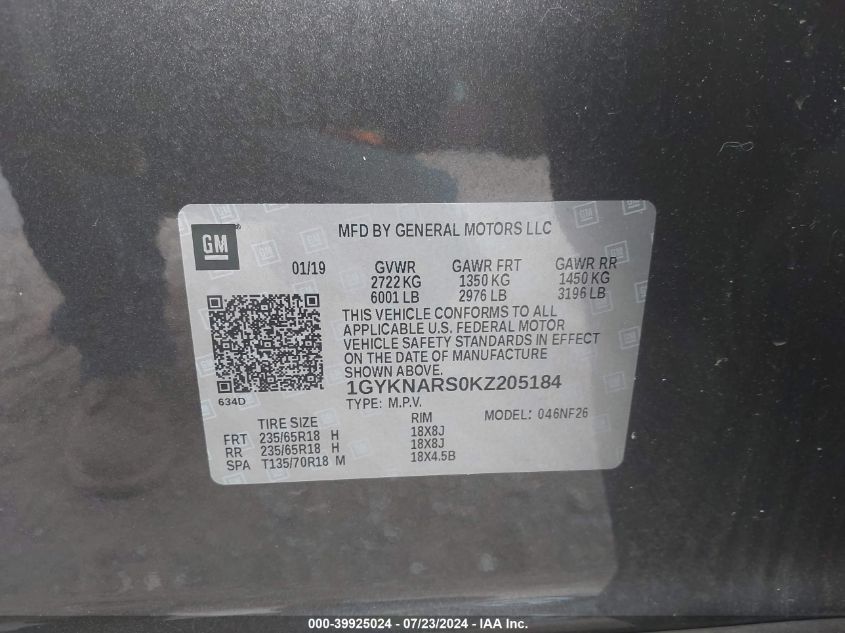 GM
MFD BY GENERAL MOTORS LLC
01/19 GVWR GAWR FRT GAWR RR
2722 KG 1350 KG 1450 KG
6001 LB 2976 LB 3196 LB
THIS VEHICLE CONFORMS TO ALL
APPLICABLE U.S. FEDERAL MOTOR
VEHICLE SAFETY STANDARDS IN EFFECT
ON THE DATE OF MANUFACTURE
SHOWN ABOVE.
1GYKNARS0KZ205184
634D
TYPE: M.P.V. MODEL: 046NF26
TIRE SIZE RIM
FRT 235/65R18 H 18X8J
RR 235/65R18 H 18X8J
SPA T135/70R18 M 18X4.5B
000-39925024 - 07/23/2024 - IAAI.com